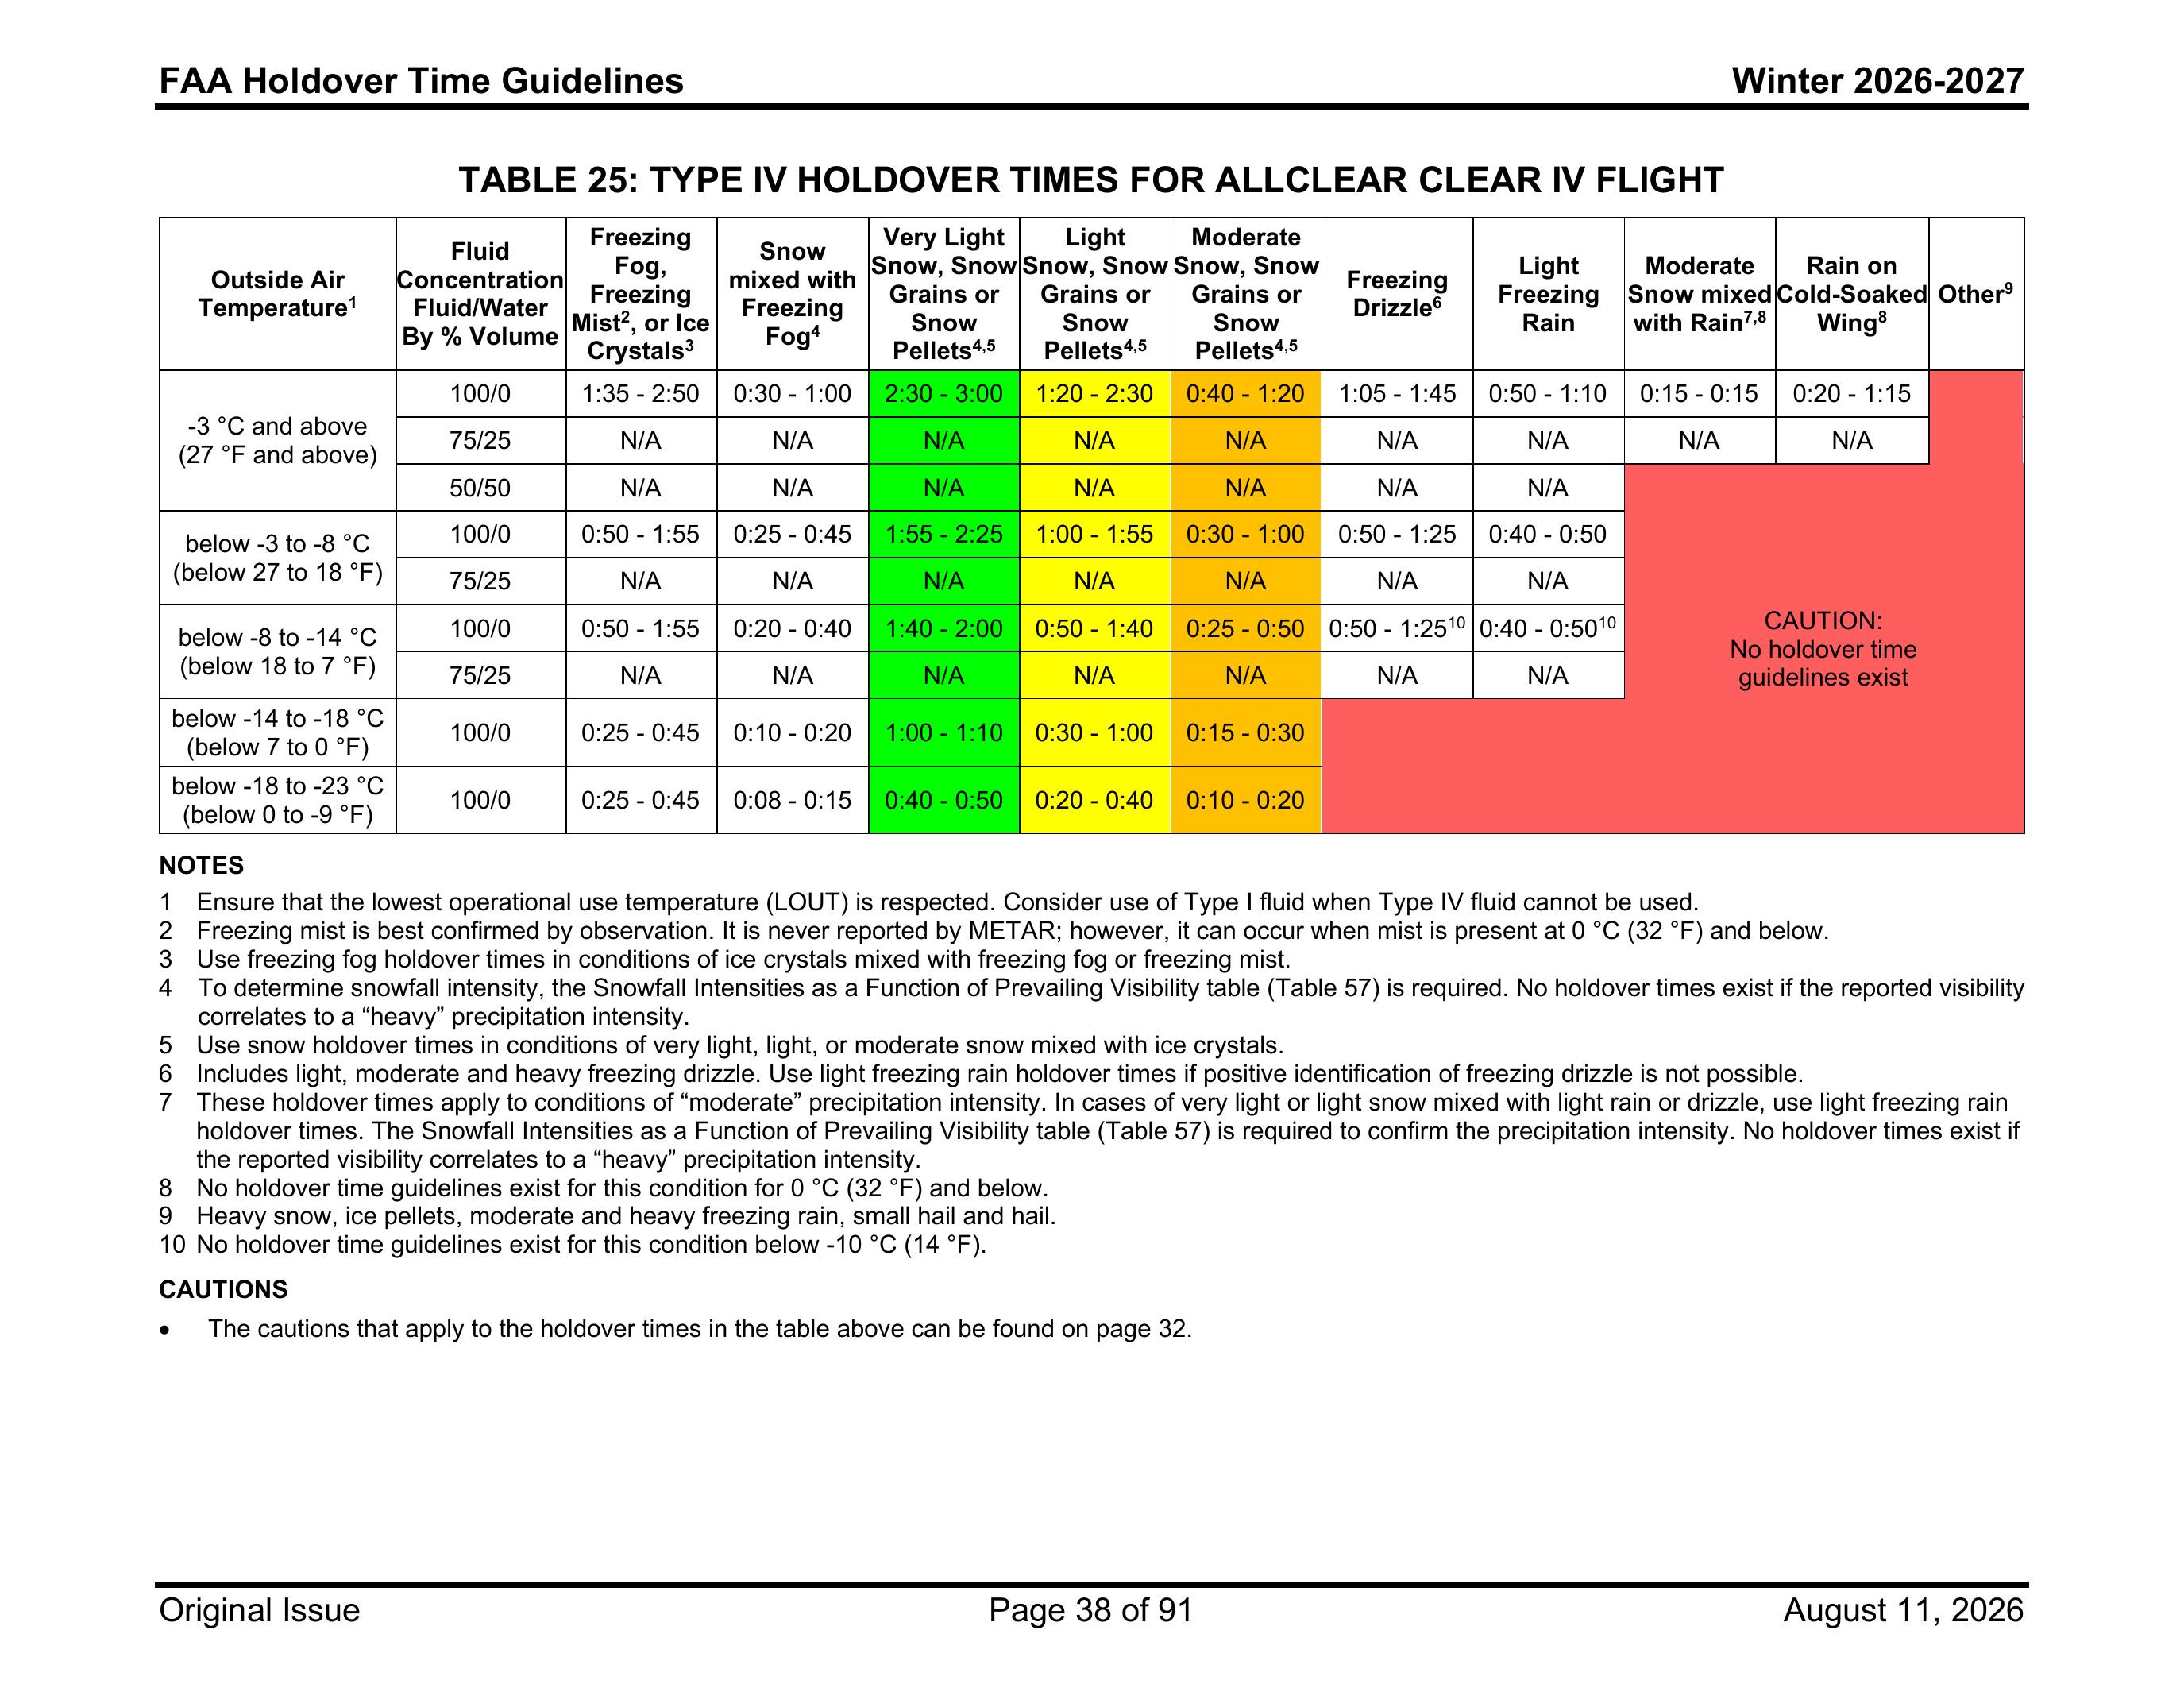 FAA Holdover Time Guidelines Winter 2026-2027
TABLE 25: TYPE IV HOLDOVER TIMES FOR ALLCLEAR CLEAR IV FLIGHT
Outside Air Temperature¹ Fluid Concentration Fluid/Water By % Volume Freezing Fog, Freezing Mist², or Ice Crystals³ Snow mixed with Freezing Fog⁴ Very Light Snow, Snow Grains or Snow Pellets⁴,⁵ Light Snow, Snow Grains or Snow Pellets⁴,⁵ Moderate Snow, Snow Grains or Snow Pellets⁴,⁵ Freezing Drizzle⁶ Light Freezing Rain Moderate Snow mixed with Rain⁷,⁸ Rain on Cold-Soaked Wing⁸ Other⁹
-3 °C and above (27 °F and above) 100/0 1:35 - 2:50 0:30 - 1:00 2:30 - 3:00 1:20 - 2:30 0:40 - 1:20 1:05 - 1:45 0:50 - 1:10 0:15 - 0:15 0:20 - 1:15
75/25 N/A N/A N/A N/A N/A N/A N/A N/A N/A
50/50 N/A N/A N/A N/A N/A N/A N/A
below -3 to -8 °C (below 27 to 18 °F) 100/0 0:50 - 1:55 0:25 - 0:45 1:55 - 2:25 1:00 - 1:55 0:30 - 1:00 0:50 - 1:25 0:40 - 0:50
75/25 N/A N/A N/A N/A N/A N/A N/A
below -8 to -14 °C (below 18 to 7 °F) 100/0 0:50 - 1:55 0:20 - 0:40 1:40 - 2:00 0:50 - 1:40 0:25 - 0:50 0:50 - 1:25¹⁰ 0:40 - 0:50¹⁰
CAUTION:
No holdover time
guidelines exist
75/25 N/A N/A N/A N/A N/A N/A N/A
below -14 to -18 °C (below 7 to 0 °F) 100/0 0:25 - 0:45 0:10 - 0:20 1:00 - 1:10 0:30 - 1:00 0:15 - 0:30
below -18 to -23 °C (below 0 to -9 °F) 100/0 0:25 - 0:45 0:08 - 0:15 0:40 - 0:50 0:20 - 0:40 0:10 - 0:20
NOTES
1 Ensure that the lowest operational use temperature (LOUT) is respected. Consider use of Type I fluid when Type IV fluid cannot be used.
2 Freezing mist is best confirmed by observation. It is never reported by METAR; however, it can occur when mist is present at 0 °C (32 °F) and below.
3 Use freezing fog holdover times in conditions of ice crystals mixed with freezing fog or freezing mist.
4 To determine snowfall intensity, the Snowfall Intensities as a Function of Prevailing Visibility table (Table 57) is required. No holdover times exist if the reported visibility
correlates to a “heavy” precipitation intensity.
5 Use snow holdover times in conditions of very light, light, or moderate snow mixed with ice crystals.
6 Includes light, moderate and heavy freezing drizzle. Use light freezing rain holdover times if positive identification of freezing drizzle is not possible.
7 These holdover times apply to conditions of “moderate” precipitation intensity. In cases of very light or light snow mixed with light rain or drizzle, use light freezing rain
holdover times. The Snowfall Intensities as a Function of Prevailing Visibility table (Table 57) is required to confirm the precipitation intensity. No holdover times exist if
the reported visibility correlates to a “heavy” precipitation intensity.
8 No holdover time guidelines exist for this condition for 0 °C (32 °F) and below.
9 Heavy snow, ice pellets, moderate and heavy freezing rain, small hail and hail.
10 No holdover time guidelines exist for this condition below -10 °C (14 °F).
CAUTIONS
• The cautions that apply to the holdover times in the table above can be found on page 32.
Original Issue Page 38 of 91 August 11, 2026